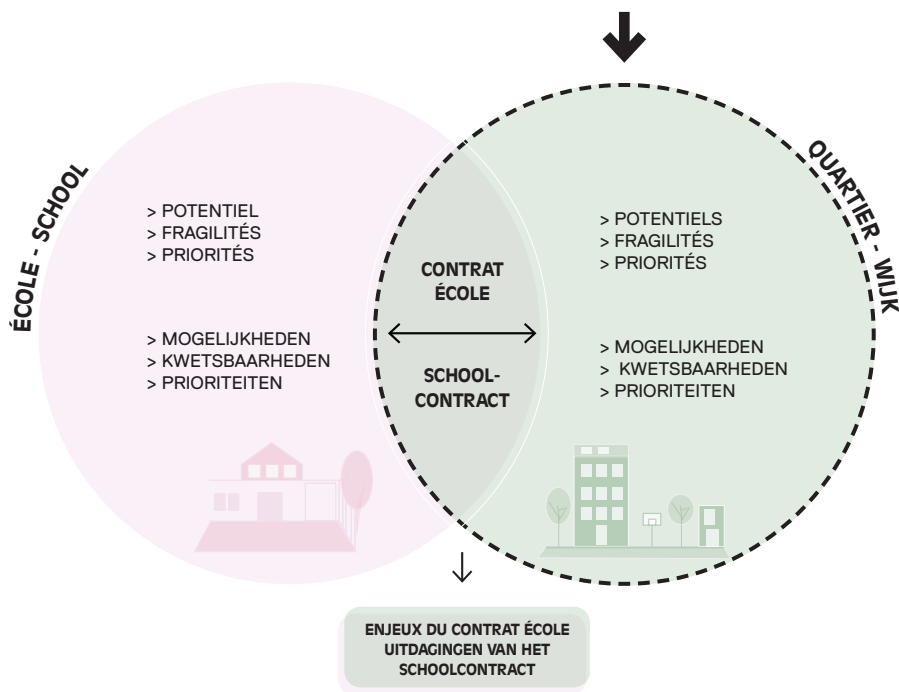 ÉCOLE - SCHOOL
> POTENTIEL
> FRAGILITÉS
> PRIORITÉS
> MOGELIJKHEDEN
> KWETSBAARHEDEN
> PRIORITEITEN
CONTRAT
ÉCOLE
SCHOOL-
CONTRACT
QUARTIER - WIJK
> POTENTIELS
> FRAGILITÉS
> PRIORITÉS
> MOGELIJKHEDEN
> KWETSBAARHEDEN
> PRIORITEITEN
ENJEUX DU CONTRAT ÉCOLE
UITDAGINGEN VAN HET
SCHOOLCONTRACT